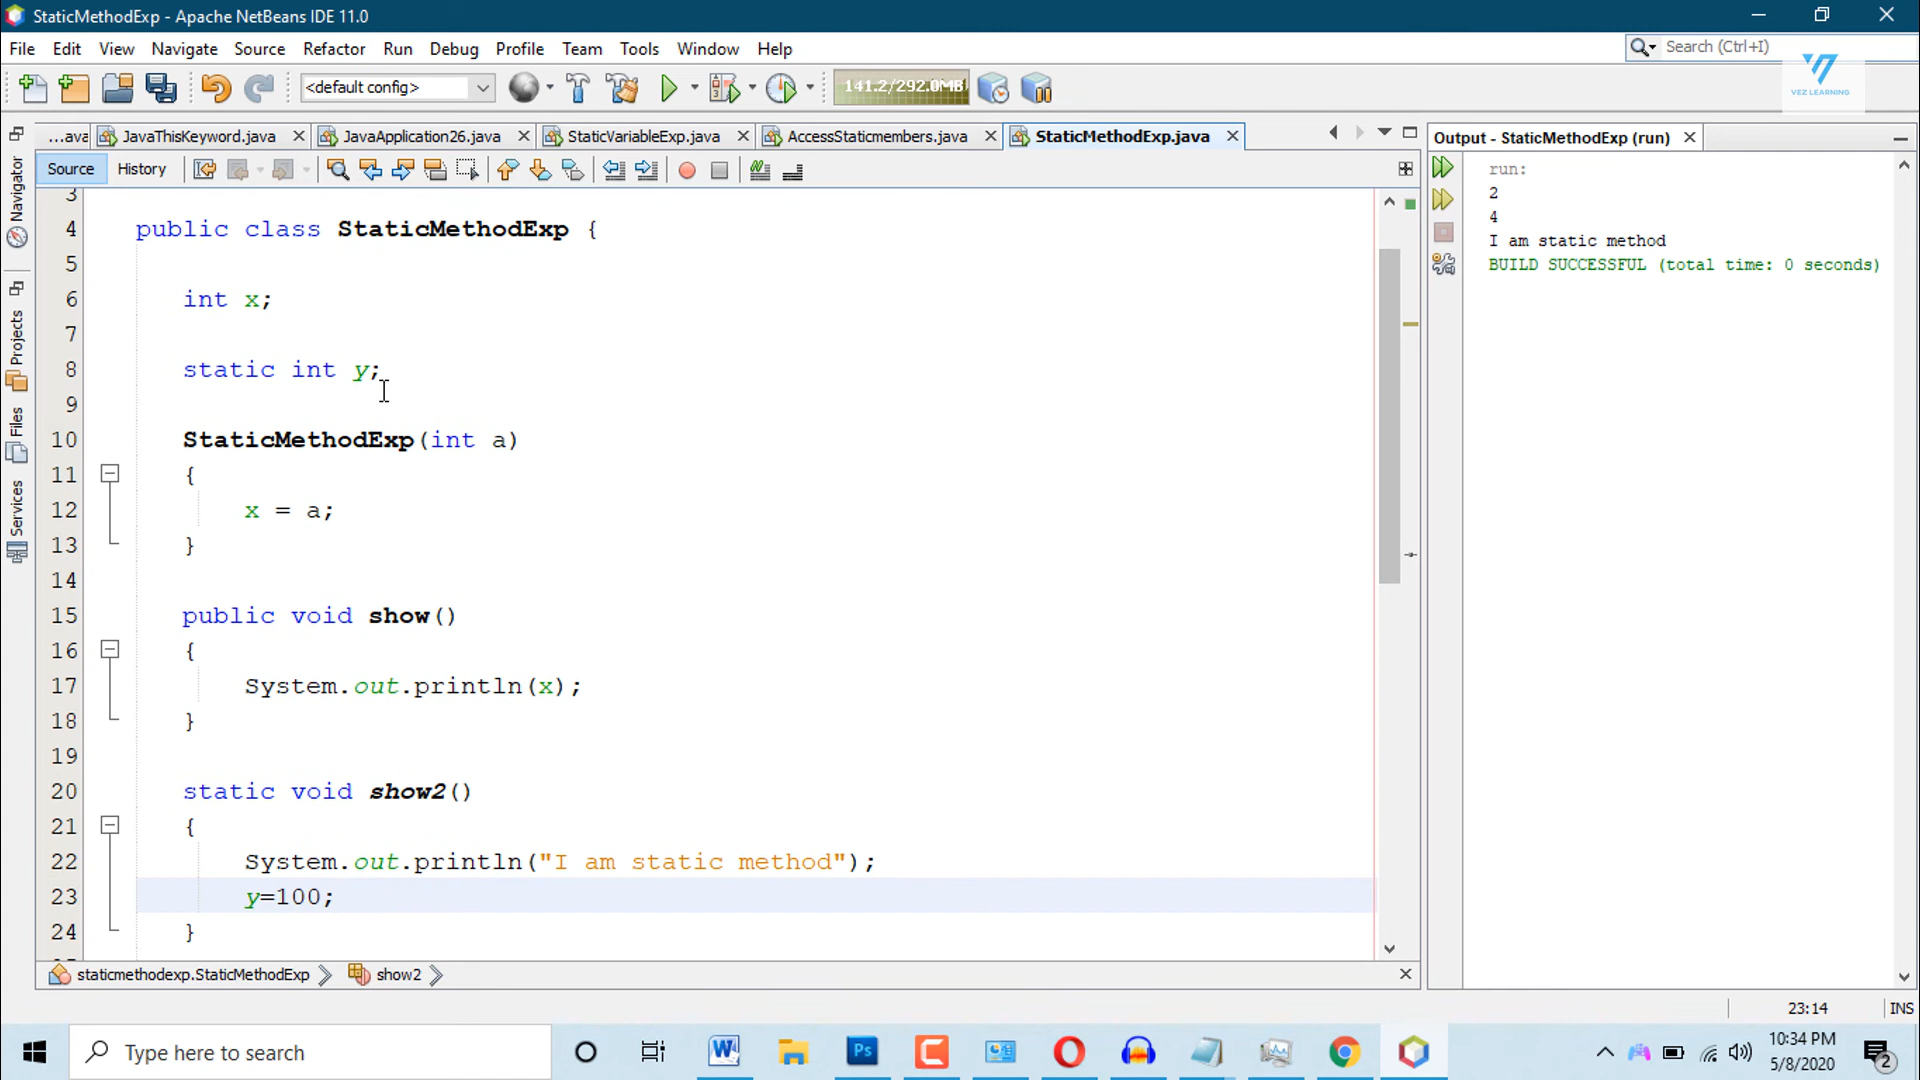 StaticMethodExp - Apache NetBeans IDE 11.0
File Edit View Navigate Source Refactor Run Debug Profile Team Tools Window Help
Search (Ctrl+I)
<default config>
141.2/292.0MB
VEZ LEARNING
...ava JavaThisKeyword.java JavaApplication26.java StaticVariableExp.java AccessStaticmembers.java StaticMethodExp.java
Output - StaticMethodExp (run)
Source History
Navigator
Projects
Files
Services
3
4 public class StaticMethodExp {
5
6 int x;
7
8 static int y;
9
10 StaticMethodExp(int a)
11 {
12 x = a;
13 }
14
15 public void show()
16 {
17 System.out.println(x);
18 }
19
20 static void show2()
21 {
22 System.out.println("I am static method");
23 y=100;
24 }
run:
2
4
I am static method
BUILD SUCCESSFUL (total time: 0 seconds)
staticmethodexp.StaticMethodExp show2
23:14 INS
Type here to search
W
Ps
10:34 PM
5/8/2020
2